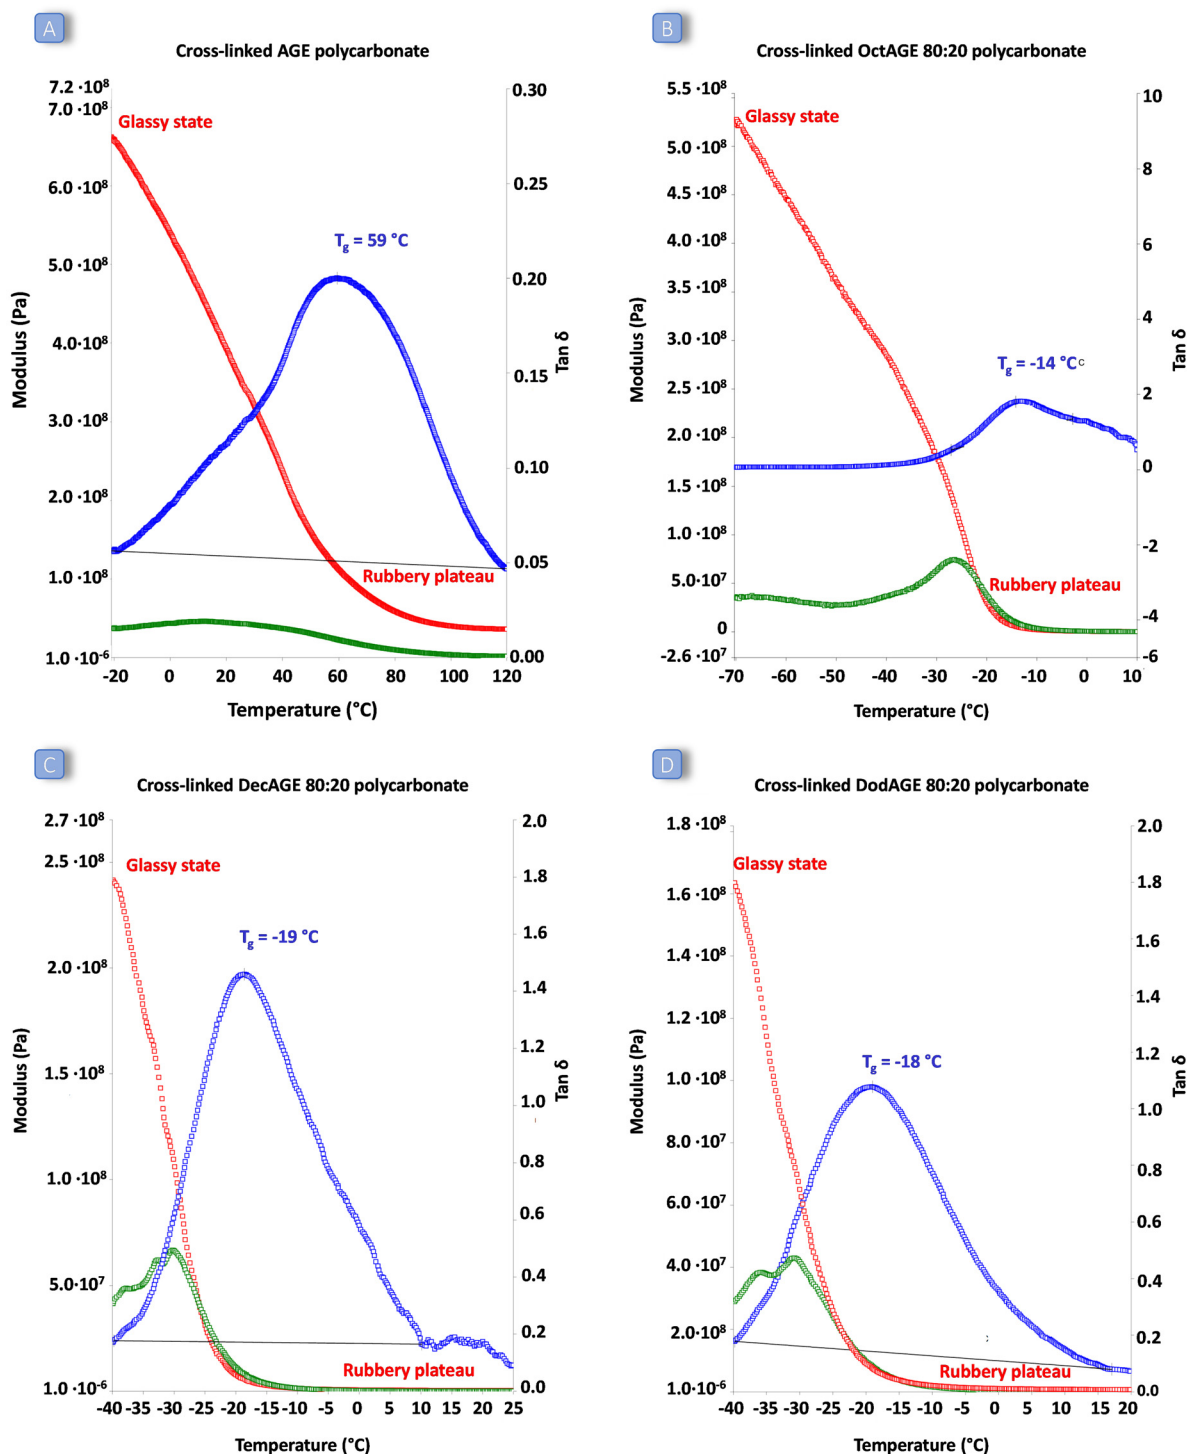 A
Cross-linked AGE polycarbonate
7.2 ·10⁸
7.0 ·10⁸
6.0 ·10⁸
5.0 ·10⁸
4.0 ·10⁸
3.0 ·10⁸
2.0 ·10⁸
1.0 ·10⁸
1.0 ·10⁻⁶
Modulus (Pa)
Glassy state
Tg = 59 °C
Rubbery plateau
0.30
0.25
0.20
0.15
0.10
0.05
0.00
Tan δ
-20 0 20 40 60 80 100 120
Temperature (°C)
B
Cross-linked OctAGE 80:20 polycarbonate
5.5 ·10⁸
5.0 ·10⁸
4.5 ·10⁸
4.0 ·10⁸
3.5 ·10⁸
3.0 ·10⁸
2.5 ·10⁸
2.0 ·10⁸
1.5 ·10⁸
1.0 ·10⁸
5.0·10⁷
0
-2.6 ·10⁷
Modulus (Pa)
Glassy state
Tg = -14 °C c
Rubbery plateau
10
8
6
4
2
0
-2
-4
-6
Tan δ
-70 -60 -50 -40 -30 -20 -10 0 10
Temperature (°C)
C
Cross-linked DecAGE 80:20 polycarbonate
2.7 ·10⁸
2.5 ·10⁸
2.0 ·10⁸
1.5 ·10⁸
1.0 ·10⁸
5.0·10⁷
1.0 ·10⁻⁶
Modulus (Pa)
Glassy state
Tg = -19 °C
Rubbery plateau
2.0
1.8
1.6
1.4
1.2
1.0
0.8
0.6
0.4
0.2
0.0
Tan δ
-40 -35 -30 -25 -20 -15 -10 -5 0 5 10 15 20 25
Temperature (°C)
D
Cross-linked DodAGE 80:20 polycarbonate
1.8 ·10⁸
1.6 ·10⁸
1.4 ·10⁸
1.2 ·10⁸
1.0 ·10⁸
8.0 ·10⁷
6.0 ·10⁷
4.0 ·10⁷
2.0 ·10⁸
1.0 ·10⁻⁶
Modulus (Pa)
Glassy state
Tg = -18 °C
Rubbery plateau
2.0
1.8
1.6
1.4
1.2
1.0
0.8
0.6
0.4
0.2
0.0
Tan δ
-40 -35 -30 -25 -20 -15 -10 -5 0 5 10 15 20
Temperature (°C)